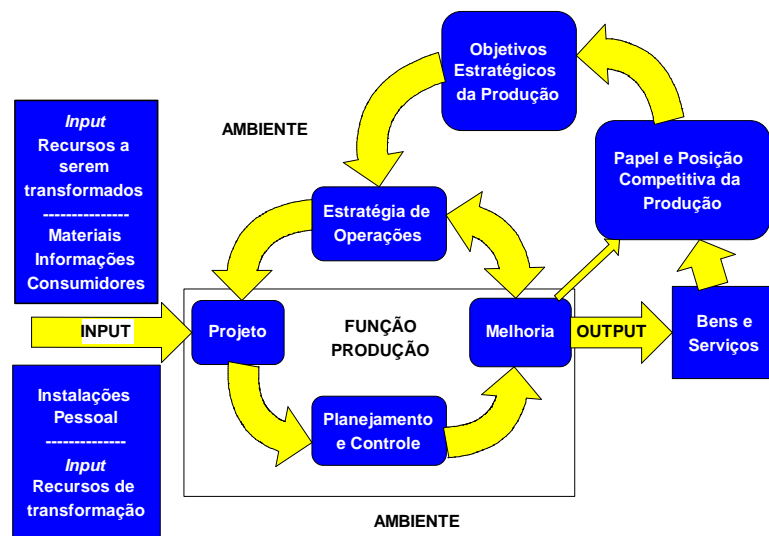 Objetivos
Estratégicos
da Produção
AMBIENTE
Input
Recursos a
serem
transformados
---------------
Materiais
Informações
Consumidores
Papel e Posição
Competitiva da
Produção
Estratégia de
Operações
INPUT
Projeto
FUNÇÃO
PRODUÇÃO
Melhoria
OUTPUT
Bens e
Serviços
Instalações
Pessoal
--------------
Input
Recursos de
transformação
Planejamento
e Controle
AMBIENTE